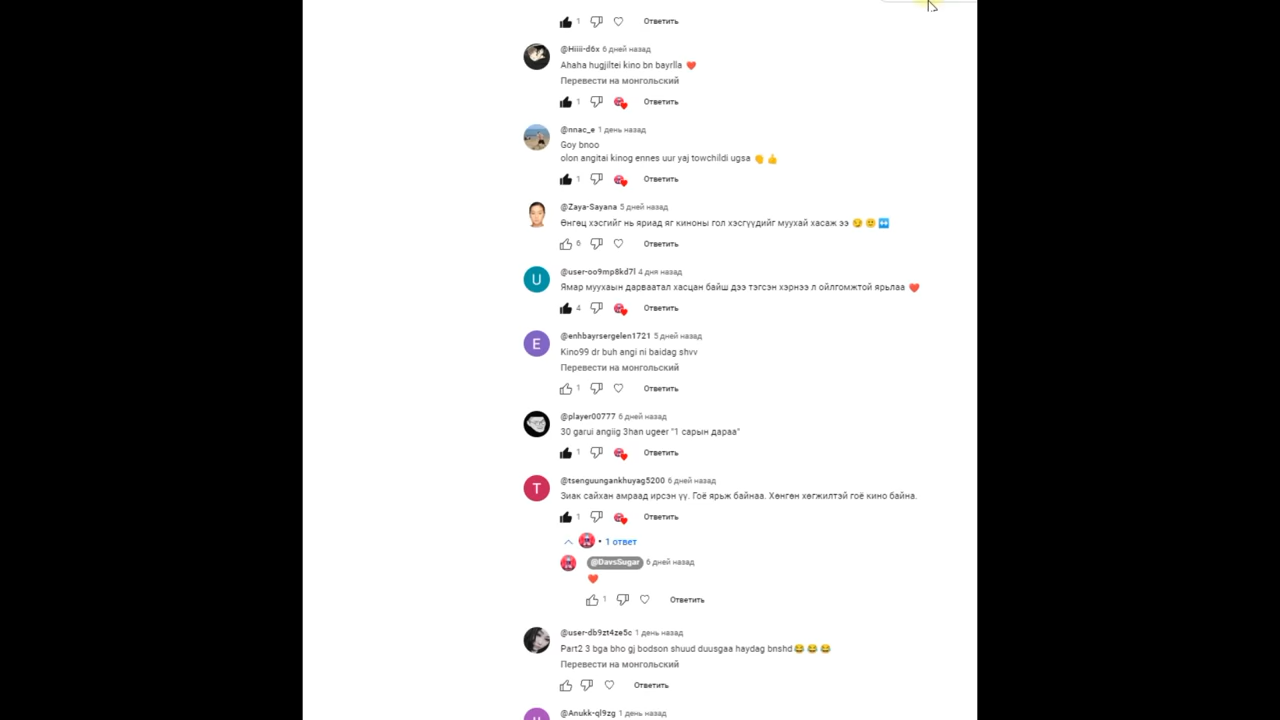 1 Ответить
@Hiiii-d6x 6 дней назад
Ahaha hugjiltei kino bn bayrlla ❤️
Перевести на монгольский
1 Ответить
@nnac_e 1 день назад
Goy bnoo
olon angitai kinog ennes uur yaj towchildi ugsa 👏 👍
1 Ответить
@Zaya-Sayana 5 дней назад
Өнгөц хэсгийг нь яриад яг киноны гол хэсгүүдийг муухай хасаж ээ 😏 🙂 ↔️
6 Ответить
U
@user-oo9mp8kd7l 4 дня назад
Ямар муухаын дарваатал хасцан байш дээ тэгсэн хэрнээ л ойлгомжтой ярьлаа ❤️
4 Ответить
E
@enhbayrsergelen1721 5 дней назад
Kino99 dr buh angi ni baidag shvv
Перевести на монгольский
1 Ответить
@player00777 6 дней назад
30 garui angiig 3han ugeer "1 сарын дараа"
1 Ответить
T
@tsenguungankhuyag5200 6 дней назад
Зиак сайхан амраад ирсэн үү. Гоё ярьж байнаа. Хөнгөн хөгжилтэй гоё кино байна.
1 Ответить
• 1 ответ
@DavsSugar 6 дней назад
❤️
1 Ответить
@user-db9zt4ze5c 1 день назад
Part2 3 bga bho gj bodson shuud duusgaa haydag bnshd😂 😂 😂
Перевести на монгольский
Ответить
@Anukk-ql9zg 1 день назад